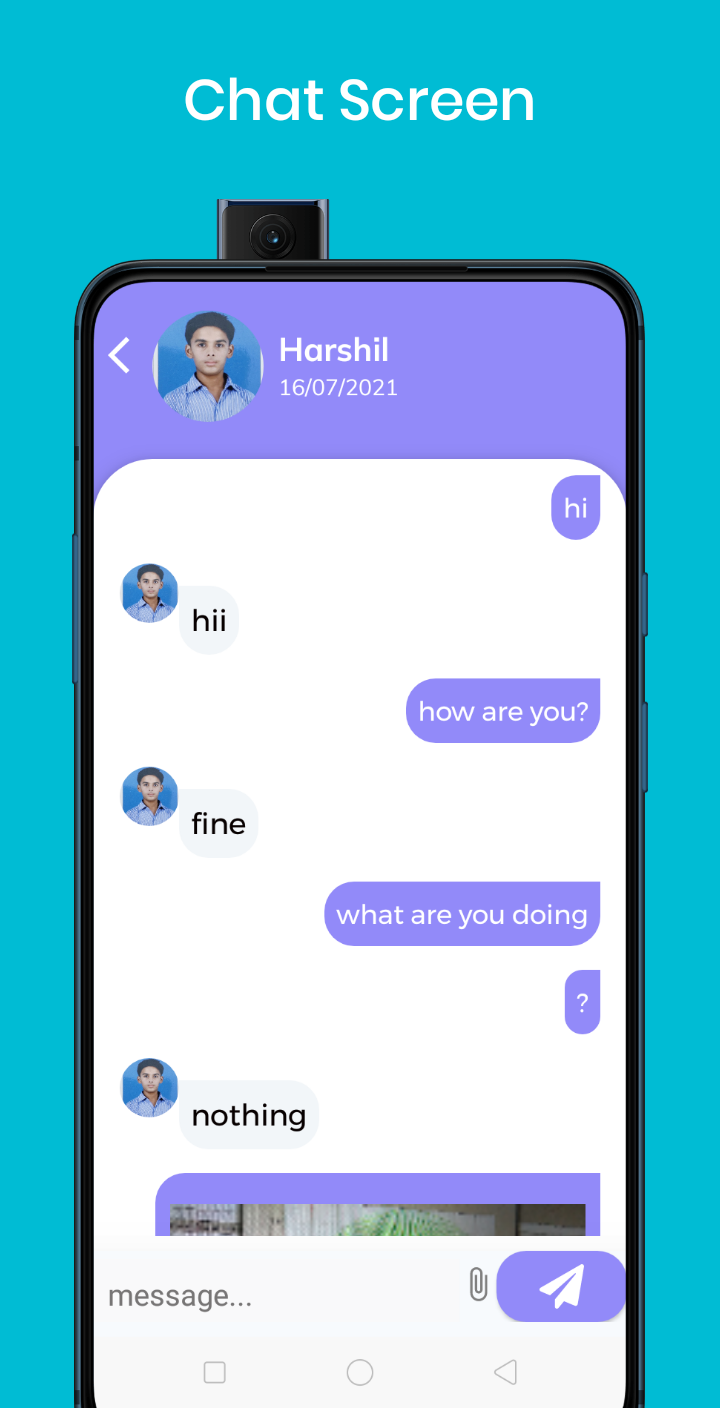 Chat Screen
Harshil
16/07/2021
hi
hii
how are you?
fine
what are you doing
?
nothing
message...